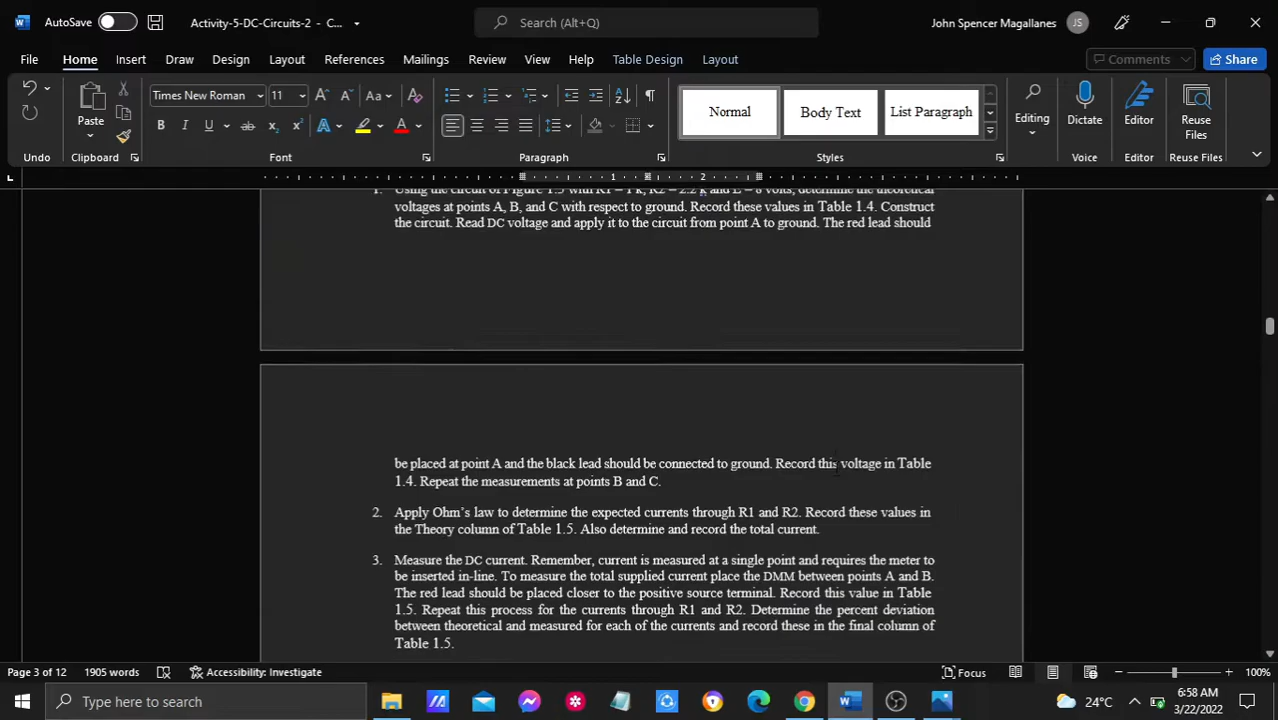 AutoSave
Activity-5-DC-Circuits-2 - C...
Search (Alt+Q)
John Spencer Magallanes
JS
File Home Insert Draw Design Layout References Mailings Review View Help Table Design Layout
Comments
Share
Times New Roman 11
Normal
Body Text
List Paragraph
Paste
Editing
Dictate
Editor
Reuse
Files
Undo
Clipboard
Font
Paragraph
Styles
Voice
Editor
Reuse Files
1 2
voltages at points A, B, and C with respect to ground. Record these values in Table 1.4. Construct
the circuit. Read DC voltage and apply it to the circuit from point A to ground. The red lead should
be placed at point A and the black lead should be connected to ground. Record this voltage in Table
1.4. Repeat the measurements at points B and C.
2. Apply Ohm's law to determine the expected currents through R1 and R2. Record these values in
the Theory column of Table 1.5. Also determine and record the total current.
3. Measure the DC current. Remember, current is measured at a single point and requires the meter to
be inserted in-line. To measure the total supplied current place the DMM between points A and B.
The red lead should be placed closer to the positive source terminal. Record this value in Table
1.5. Repeat this process for the currents through R1 and R2. Determine the percent deviation
between theoretical and measured for each of the currents and record these in the final column of
Table 1.5.
Page 3 of 12
1905 words
Accessibility: Investigate
Focus
100%
Type here to search
24°C
6:58 AM
3/22/2022